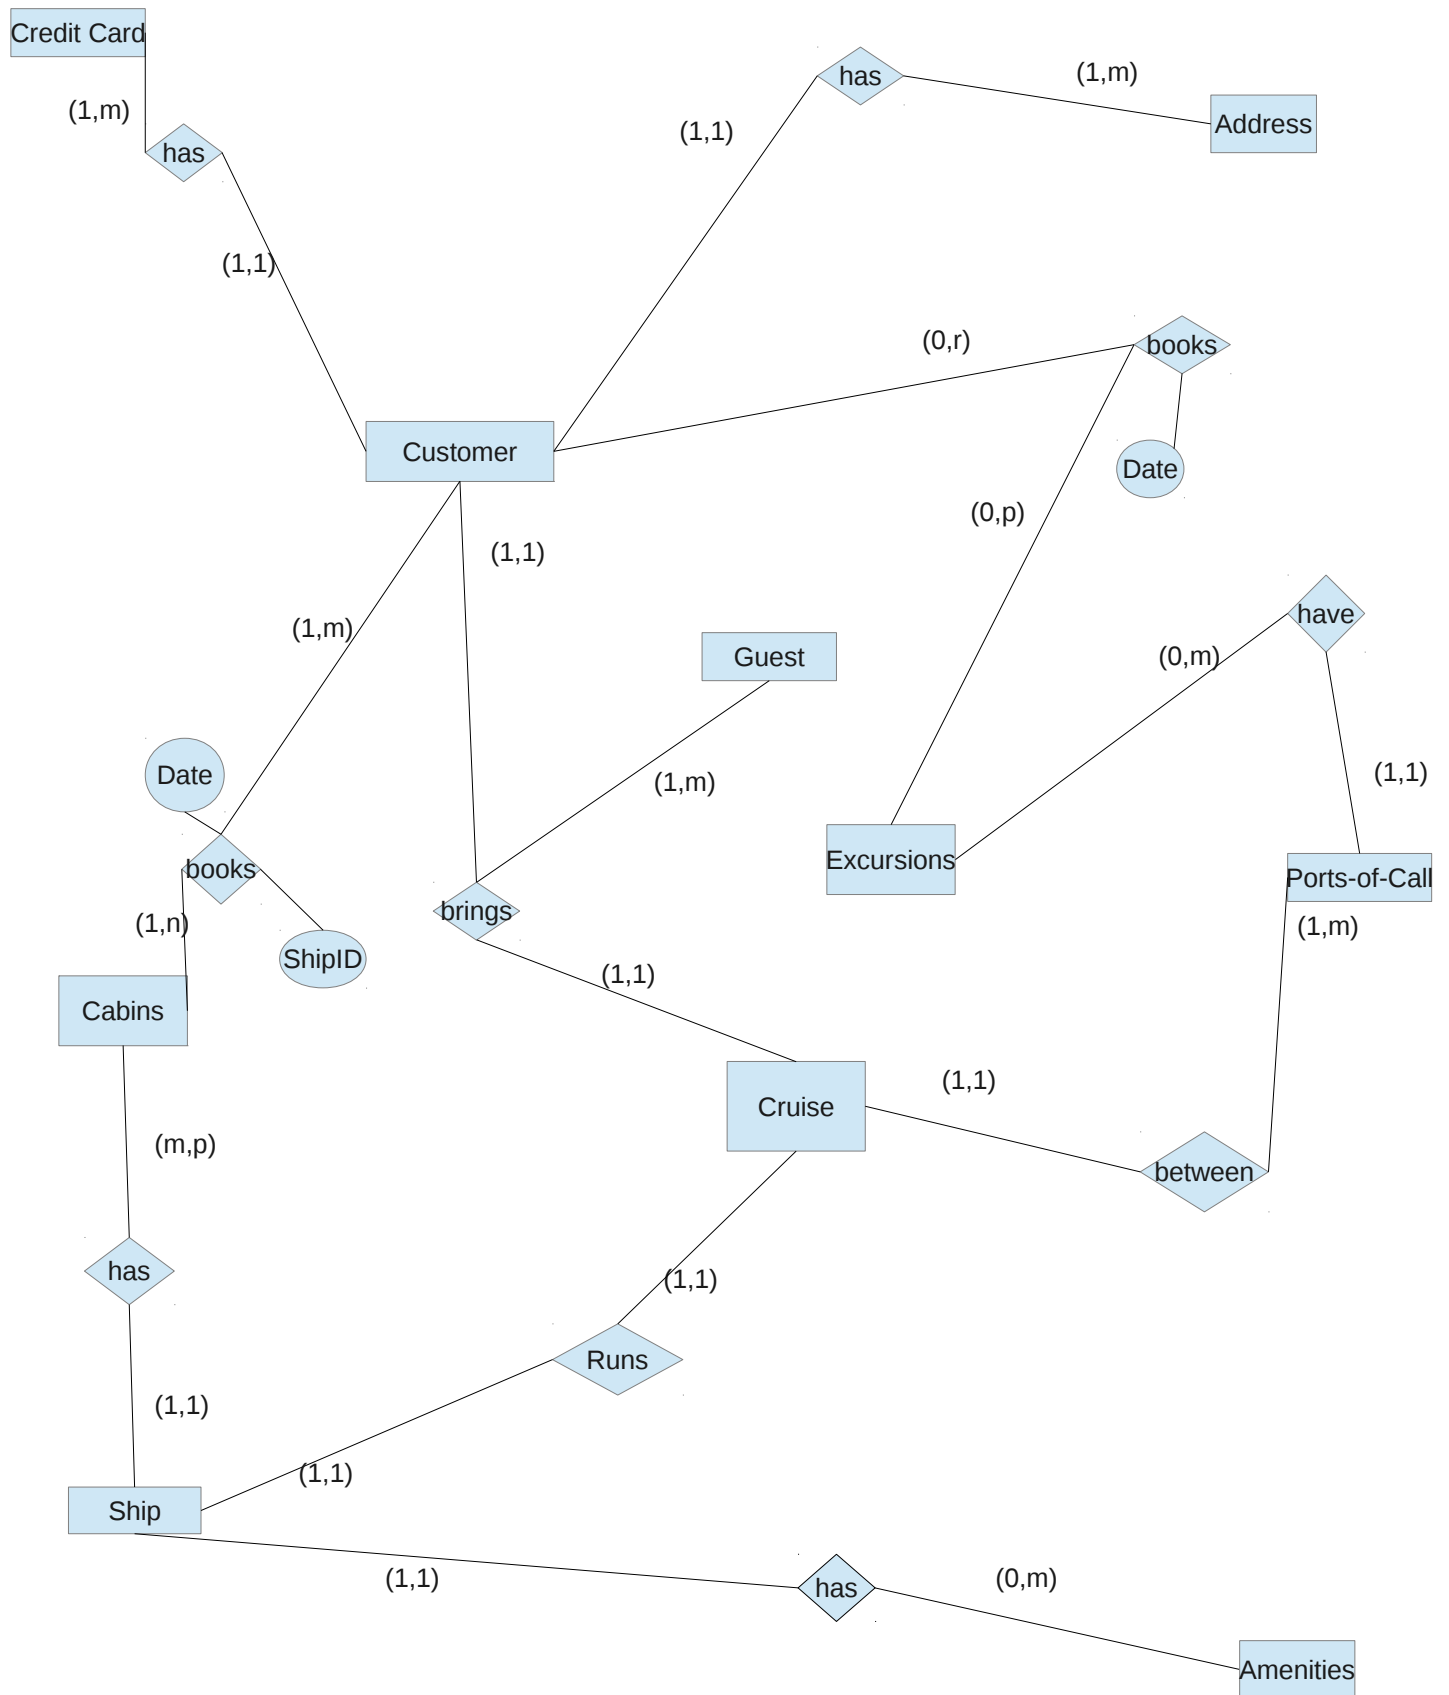 Credit Card
has
(1,m)
(1,m)
Address
(1,1)
has
(1,1)
(0,r)
books
Customer
Date
(0,p)
(1,1)
have
(1,m)
Guest
(0,m)
Date
(1,m)
(1,1)
books
Excursions
Ports-of-Call
(1,n)
brings
(1,m)
ShipID
(1,1)
Cabins
(1,1)
Cruise
(m,p)
between
has
(1,1)
Runs
(1,1)
(1,1)
Ship
(1,1)
has
(0,m)
Amenities